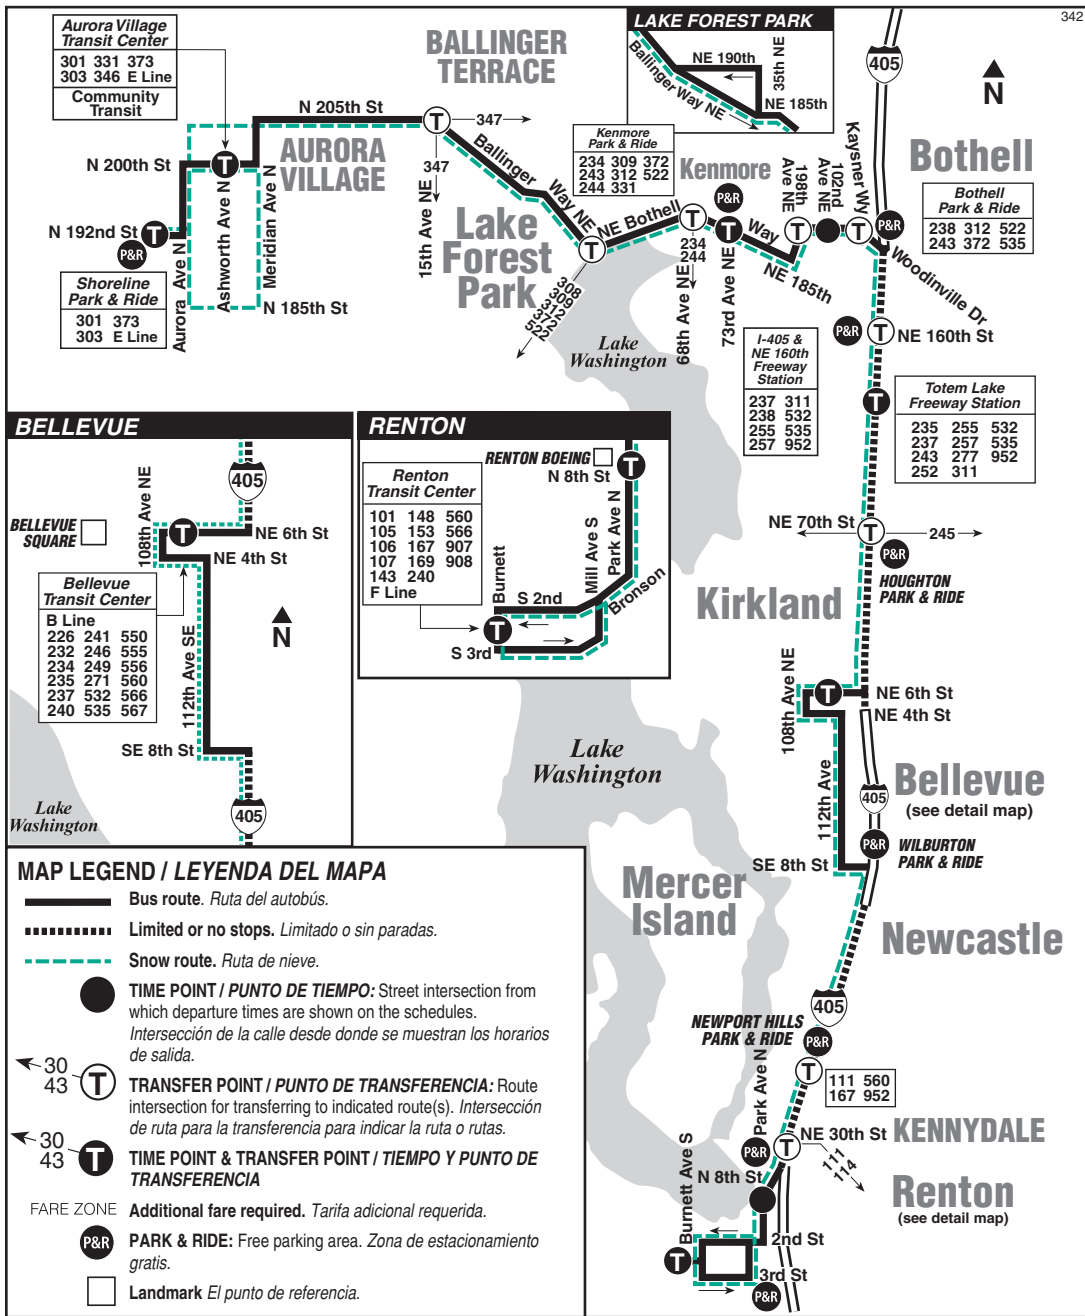 342
Aurora Village
Transit Center
301 331 373
303 346 E Line
Community
Transit
BALLINGER
TERRACE
LAKE FOREST PARK
NE 190th
35th NE
Ballinger Way NE
NE 185th
405
N
N 205th St
347
347
N 200th St
AURORA
VILLAGE
Ballinger
Way NE
Kenmore
Park & Ride
234 309 372
243 312 522
244 331
Kenmore
P&R
198th
Ave NE
102nd
Ave NE
Kaysner Wy
Bothell
Bothell
Park & Ride
238 312 522
243 372 535
P&R
N 192nd St
P&R
Aurora Ave N
Ashworth Ave N
Meridian Ave N
15th Ave NE
Lake
Forest
Park
NE Bothell
Way
NE 185th
Woodinville Dr
234
244
68th Ave NE
73rd Ave NE
Shoreline
Park & Ride
301 373
303 E Line
N 185th St
308
309
312
372
522
Lake
Washington
I-405 &
NE 160th
Freeway
Station
237 311
238 532
255 535
257 952
P&R
T
NE 160th St
Totem Lake
Freeway Station
235 255 532
237 257 535
243 277 952
252 311
NE 70th St
245
P&R
HOUGHTON
PARK & RIDE
Kirkland
BELLEVUE
405
108th Ave NE
BELLEVUE
SQUARE
T
NE 6th St
NE 4th St
Bellevue
Transit Center
B Line
226 241 550
232 246 555
234 249 556
235 271 560
237 532 566
240 535 567
N
112th Ave SE
SE 8th St
Lake
Washington
405
RENTON
RENTON BOEING
T
N 8th St
Renton
Transit Center
101 148 560
105 153 566
106 167 907
107 169 908
143 240
F Line
Burnett
Mill Ave S
Park Ave N
Bronson
S 2nd
T
S 3rd
108th Ave NE
T
NE 6th St
NE 4th St
Lake
Washington
Bellevue
(see detail map)
405
112th Ave
P&R
WILBURTON
PARK & RIDE
SE 8th St
Mercer
Island
Newcastle
405
NEWPORT HILLS
PARK & RIDE
P&R
T
111 560
167 952
Park Ave N
P&R
T
NE 30th St
KENNYDALE
111
114
Burnett Ave S
N 8th St
Renton
(see detail map)
2nd St
T
3rd St
P&R
MAP LEGEND / LEYENDA DEL MAPA
Bus route. Ruta del autobús.
Limited or no stops. Limitado o sin paradas.
Snow route. Ruta de nieve.
TIME POINT / PUNTO DE TIEMPO: Street intersection from
which departure times are shown on the schedules.
Intersección de la calle desde donde se muestran los horarios
de salida.
30
43
T
TRANSFER POINT / PUNTO DE TRANSFERENCIA: Route
intersection for transferring to indicated route(s). Intersección
de ruta para la transferencia para indicar la ruta o rutas.
30
43
T
TIME POINT & TRANSFER POINT / TIEMPO Y PUNTO DE
TRANSFERENCIA
FARE ZONE Additional fare required. Tarifa adicional requerida.
P&R
PARK & RIDE: Free parking area. Zona de estacionamiento
gratis.
Landmark El punto de referencia.